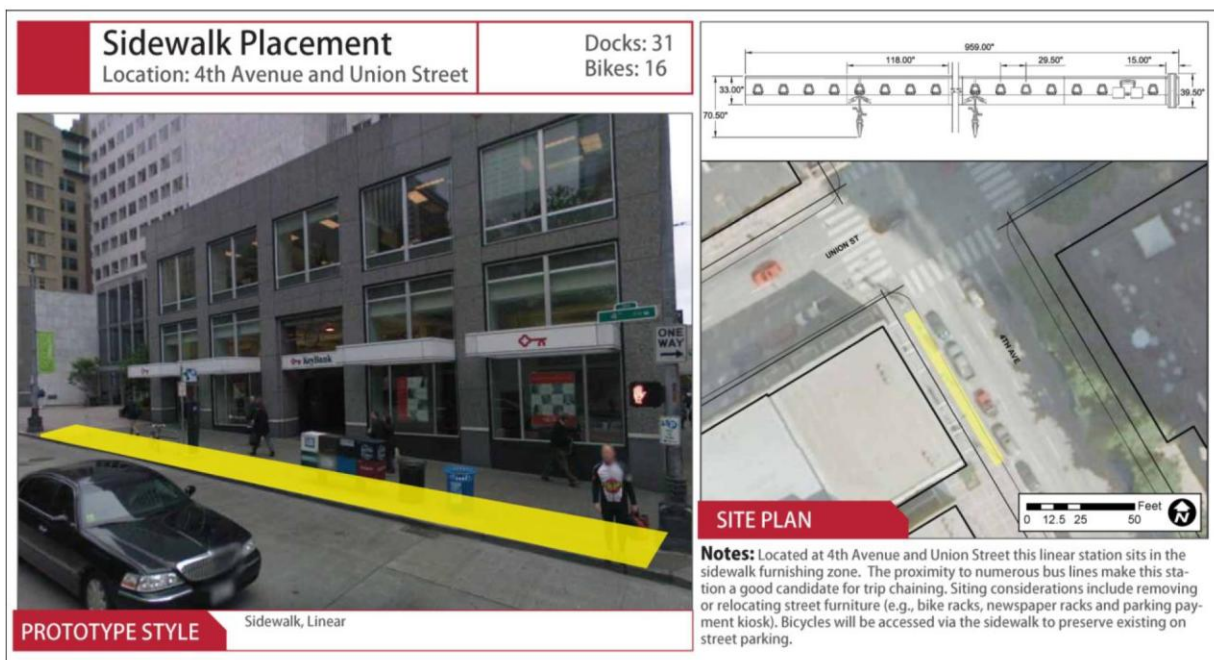 Sidewalk Placement
Location: 4th Avenue and Union Street
Docks: 31
Bikes: 16
959.00"
118.00"
29.50"
15.00"
33.00"
39.50"
70.50"
KeyBank
ONE
WAY
UNION ST
4TH AVE
SITE PLAN
Feet
0 12.5 25 50
N
Notes: Located at 4th Avenue and Union Street this linear station sits in the
sidewalk furnishing zone. The proximity to numerous bus lines make this sta-
tion a good candidate for trip chaining. Siting considerations include removing
or relocating street furniture (e.g., bike racks, newspaper racks and parking pay-
ment kiosk). Bicycles will be accessed via the sidewalk to preserve existing on
street parking.
PROTOTYPE STYLE
Sidewalk, Linear